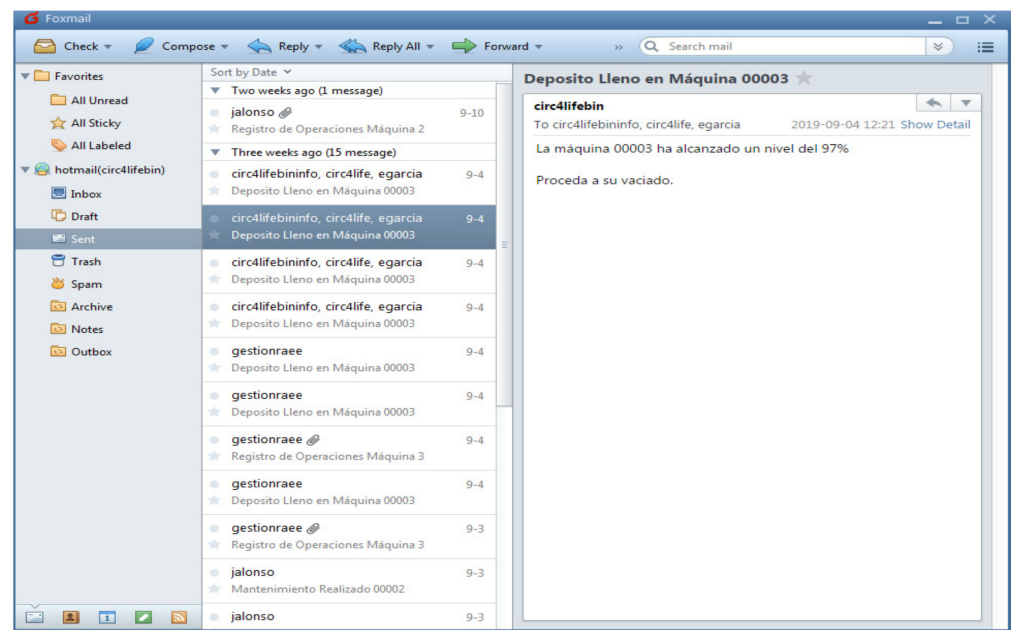 Foxmail
Check Compose Reply Reply All Forward » Search mail
Favorites
All Unread
All Sticky
All Labeled
hotmail(circ4lifebin)
Inbox
Draft
Sent
Trash
Spam
Archive
Notes
Outbox
1
Sort by Date
Two weeks ago (1 message)
jalonso 9-10
Registro de Operaciones Máquina 2
Three weeks ago (15 message)
circ4lifebininfo, circ4life, egarcia 9-4
Deposito Lleno en Máquina 00003
circ4lifebininfo, circ4life, egarcia 9-4
Deposito Lleno en Máquina 00003
circ4lifebininfo, circ4life, egarcia 9-4
Deposito Lleno en Máquina 00003
circ4lifebininfo, circ4life, egarcia 9-4
Deposito Lleno en Máquina 00003
gestionraee 9-4
Deposito Lleno en Máquina 00003
gestionraee 9-4
Deposito Lleno en Máquina 00003
gestionraee 9-4
Registro de Operaciones Máquina 3
gestionraee 9-4
Deposito Lleno en Máquina 00003
gestionraee 9-3
Registro de Operaciones Máquina 3
jalonso 9-3
Mantenimiento Realizado 00002
jalonso 9-3
Deposito Lleno en Máquina 00003
circ4lifebin
To circ4lifebininfo, circ4life, egarcia 2019-09-04 12:21 Show Detail
La máquina 00003 ha alcanzado un nivel del 97%
Proceda a su vaciado.